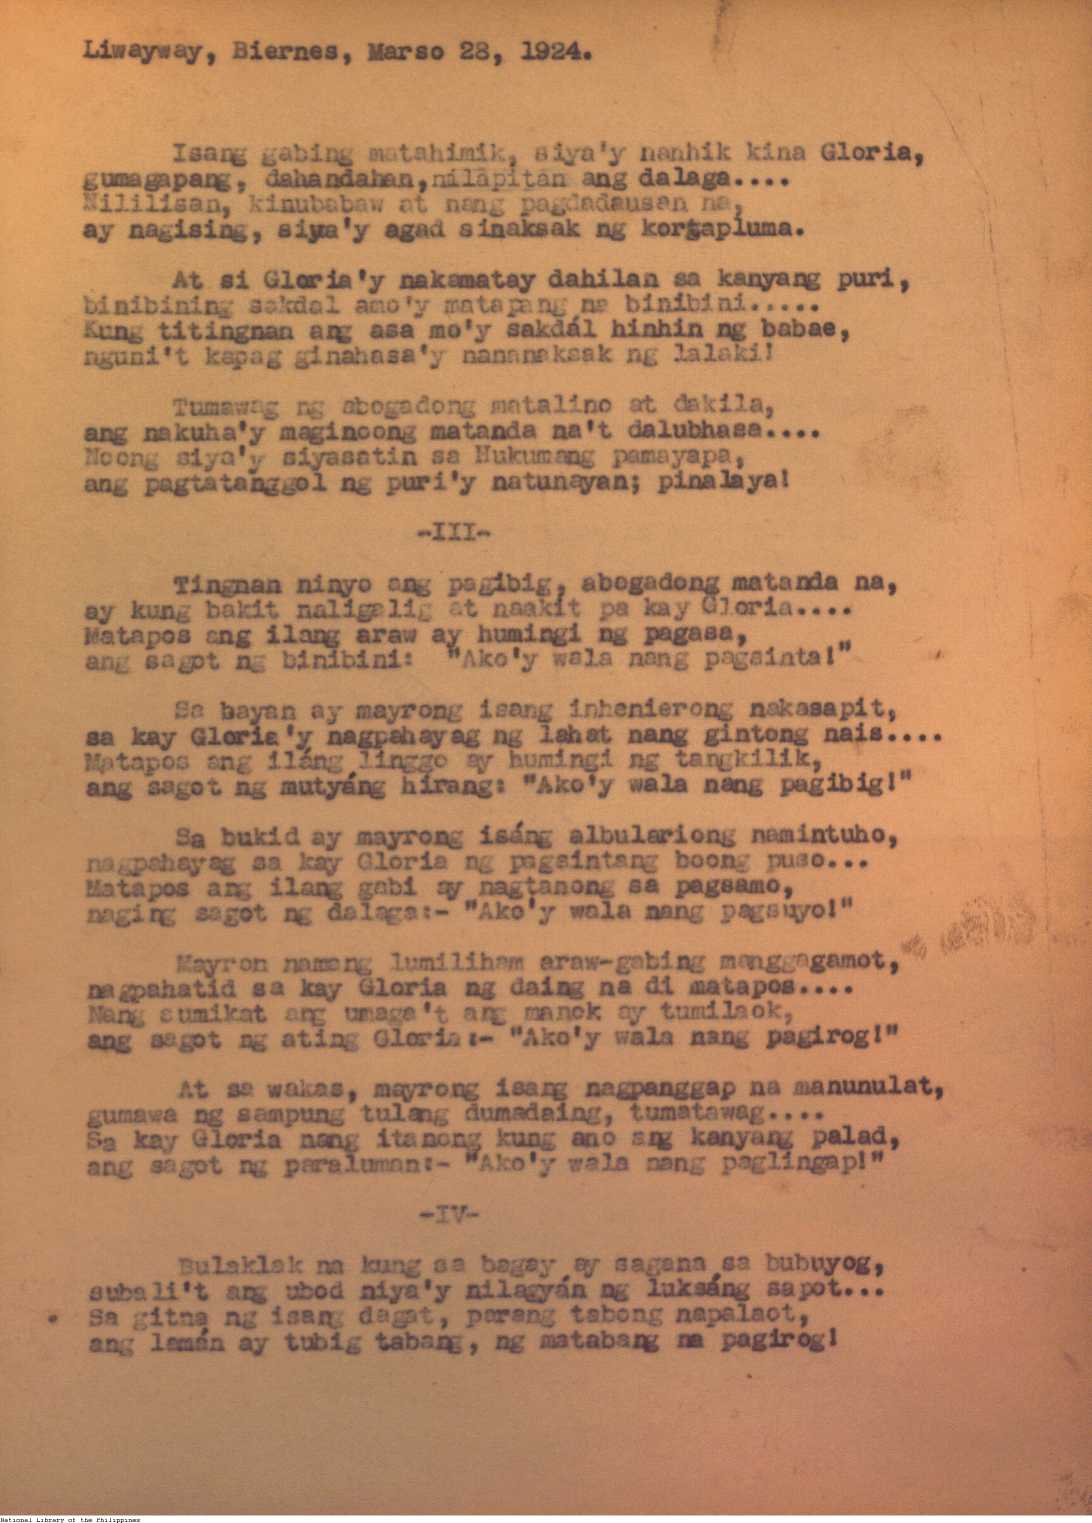 Liwayway, Biernes, Marso 28, 1924.
Isang gabing matahimik, siya'y nanhik kina Gloria,
gumagapang, dahandahan,nilapitan ang dalaga....
Nililisan, kinubabaw at nang pagdadausan na,
ay nagising, siya'y agad sinaksak ng kortapluma.
At si Gloria'y nakamatay dahilan sa kanyang puri,
binibining sakdal amo'y matapang na binibini.....
Kung titingnan ang asa mo'y sakdál hinhin ng babae,
nguni't kapag ginahasa'y nananaksak ng lalaki!
Tumawag ng abogadong matalino at dakila,
ang nakuha'y maginoong matanda na't dalubhasa....
Noong siya'y siyasatin sa Hukumang pamayapa,
ang pagtatanggol ng puri'y natunayan; pinalaya!
-III-
Tingnan ninyo ang pagibig, abogadong matanda na,
ay kung bakit naligalig at naakit pa kay Gloria....
Matapos ang ilang araw ay humingi ng pagasa,
ang sagot ng binibini: "Ako'y wala nang pagsinta!"
Sa bayan ay mayrong isang inhenierong nakasapit,
sa kay Gloria'y nagpahayag ng lahat nang gintong nais....
Matapos ang iláng linggo ay humingi ng tangkilik,
ang sagot ng mutyáng hirang: "Ako'y wala nang pagibig!"
Sa bukid ay mayrong isáng albulariong namintuho,
nagpahayag sa kay Gloria ng pagsintang boong puso...
Matapos ang ilang gabi ay nagtanong sa pagsamo,
naging sagot ng dalaga:- "Ako'y wala nang pagsuyo!"
Mayron namang lumiliham araw-gabing manggagamot,
nagpahatid sa kay Gloria ng daing na di matapos....
Nang sumikat ang umaga't ang manok ay tumilaok,
ang sagot ng ating Gloria:- "Ako'y wala nang pagirog!"
At sa wakas, mayrong isang nagpanggap na manunulat,
gumawa ng sampung tulang dumadaing, tumatawag....
Sa kay Gloria nang itanong kung ano ang kanyang palad,
ang sagot ng paraluman:- "Ako'y wala nang paglingap!"
-IV-
Bulaklak na kung sa bagay ay sagana sa bubuyog,
subali't ang ubod niya'y nilagyán ng luksáng sapot...
Sa gitna ng isang dagat, parang tabong napalaot,
ang lamán ay tubig tabang, ng matabang na pagirog!
National Library of the Philippines